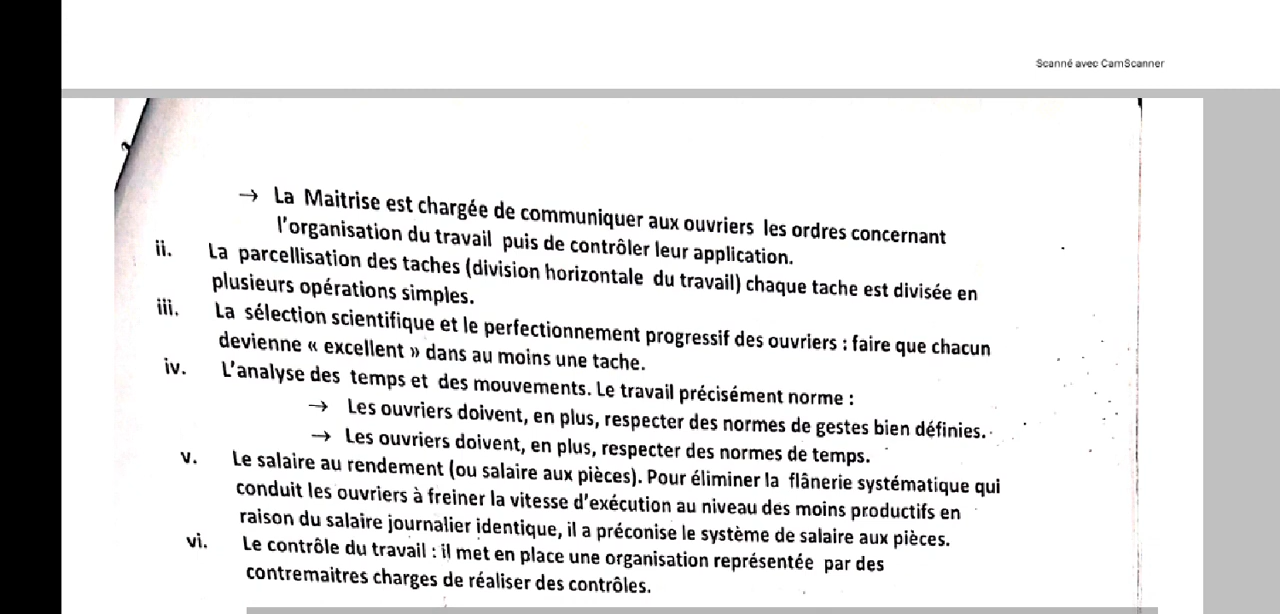 Scanné avec CamScanner
→ La Maitrise est chargée de communiquer aux ouvriers les ordres concernant
l'organisation du travail puis de contrôler leur application.
ii. La parcellisation des taches (division horizontale du travail) chaque tache est divisée en
plusieurs opérations simples.
iii. La sélection scientifique et le perfectionnement progressif des ouvriers : faire que chacun
devienne « excellent » dans au moins une tache.
iv. L'analyse des temps et des mouvements. Le travail précisément norme :
→ Les ouvriers doivent, en plus, respecter des normes de gestes bien définies.
→ Les ouvriers doivent, en plus, respecter des normes de temps.
v. Le salaire au rendement (ou salaire aux pièces). Pour éliminer la flânerie systématique qui
conduit les ouvriers à freiner la vitesse d'exécution au niveau des moins productifs en
raison du salaire journalier identique, il a préconise le système de salaire aux pièces.
vi. Le contrôle du travail : il met en place une organisation représentée par des
contremaitres charges de réaliser des contrôles.